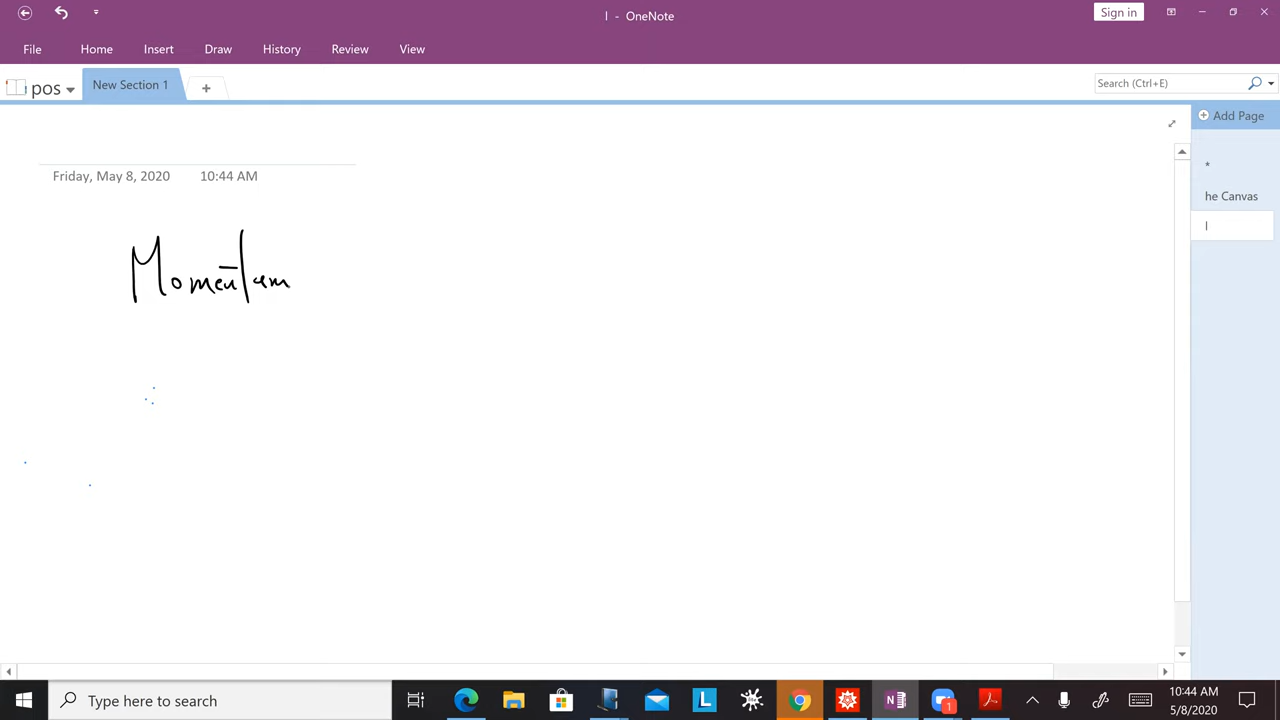 l - OneNote
Sign in
File Home Insert Draw History Review View
pos New Section 1 +
Search (Ctrl+E)
Add Page
Friday, May 8, 2020 10:44 AM
*
he Canvas
l
Momentum
Type here to search
1
10:44 AM
5/8/2020